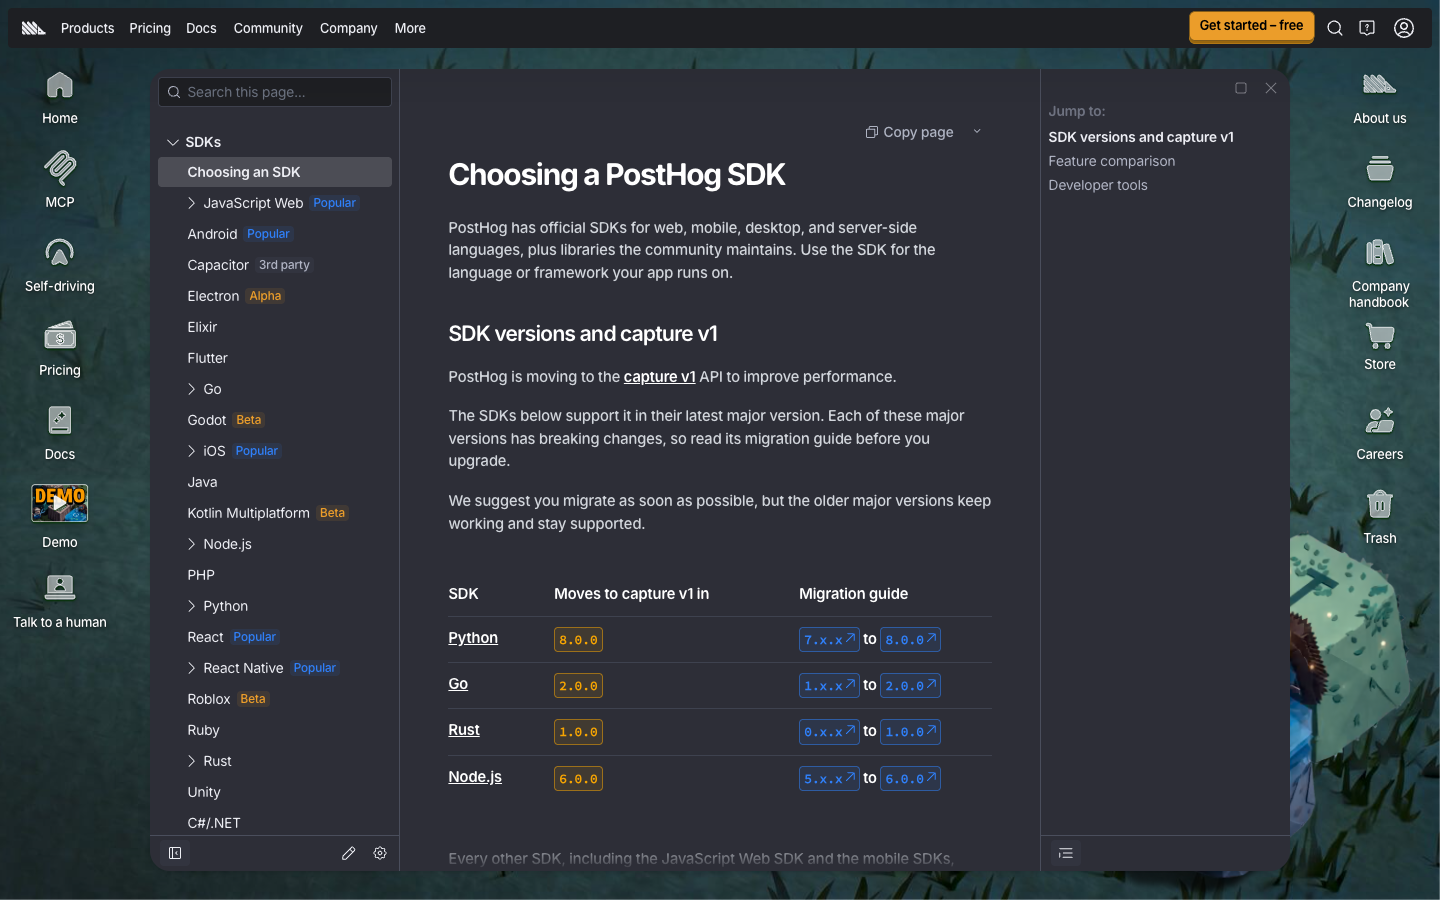 Products Pricing Docs Community Company More
Get started – free
Home
MCP
Self-driving
Pricing
Docs
DEMO
Demo
Talk to a human
Search this page...
SDKs
Choosing an SDK
JavaScript Web Popular
Android Popular
Capacitor 3rd party
Electron Alpha
Elixir
Flutter
Go
Godot Beta
iOS Popular
Java
Kotlin Multiplatform Beta
Node.js
PHP
Python
React Popular
React Native Popular
Roblox Beta
Ruby
Rust
Unity
C#/.NET
Copy page
Choosing a PostHog SDK
PostHog has official SDKs for web, mobile, desktop, and server-side
languages, plus libraries the community maintains. Use the SDK for the
language or framework your app runs on.
SDK versions and capture v1
PostHog is moving to the capture v1 API to improve performance.
The SDKs below support it in their latest major version. Each of these major
versions has breaking changes, so read its migration guide before you
upgrade.
We suggest you migrate as soon as possible, but the older major versions keep
working and stay supported.
SDK Moves to capture v1 in Migration guide
Python 8.0.0 7.x.x to 8.0.0
Go 2.0.0 1.x.x to 2.0.0
Rust 1.0.0 0.x.x to 1.0.0
Node.js 6.0.0 5.x.x to 6.0.0
Every other SDK, including the JavaScript Web SDK and the mobile SDKs,
Jump to:
SDK versions and capture v1
Feature comparison
Developer tools
About us
Changelog
Company
handbook
Store
Careers
Trash